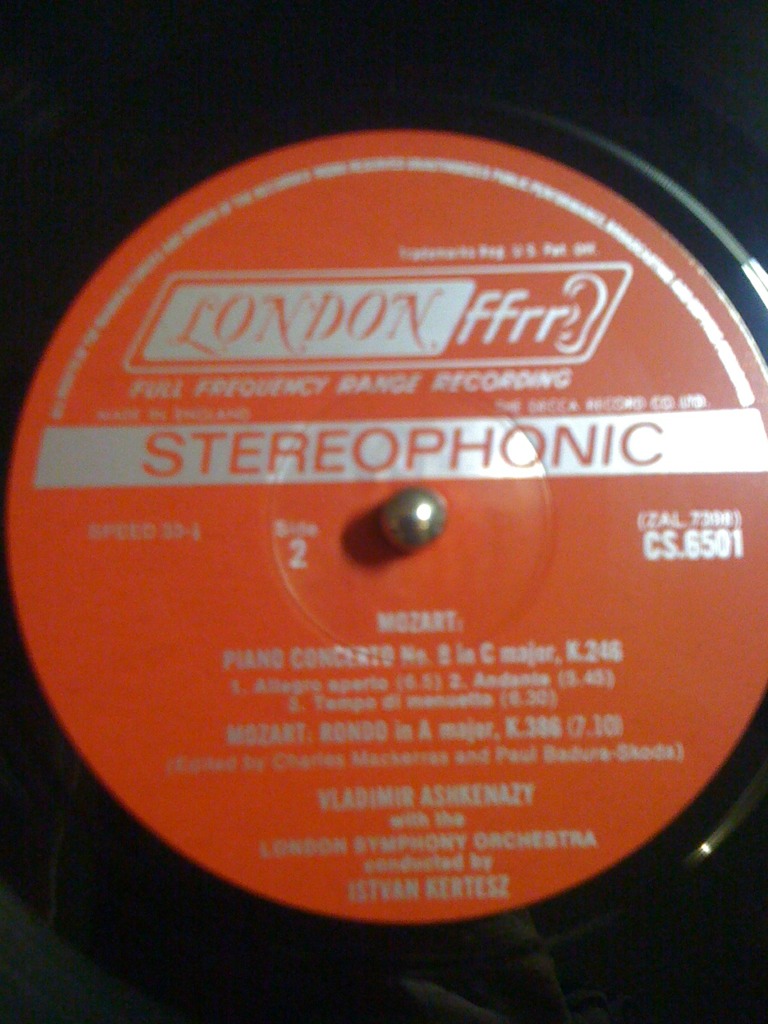 Trademarks Reg. U.S. Pat. Off.
LONDON ffrr
FULL FREQUENCY RANGE RECORDING
MADE IN ENGLAND THE DECCA RECORD CO. LTD.
STEREOPHONIC
SPEED 33⅓
Side
2
(ZAL.7398)
CS.6501
MOZART:
PIANO CONCERTO No. 8 in C major, K.246
1. Allegro aperto (6.5) 2. Andante (5.45)
3. Tempo di menuetto (6.30)
MOZART: RONDO in A major, K.386 (7.10)
(Edited by Charles Mackerras and Paul Badura-Skoda)
VLADIMIR ASHKENAZY
with the
LONDON SYMPHONY ORCHESTRA
conducted by
ISTVAN KERTESZ